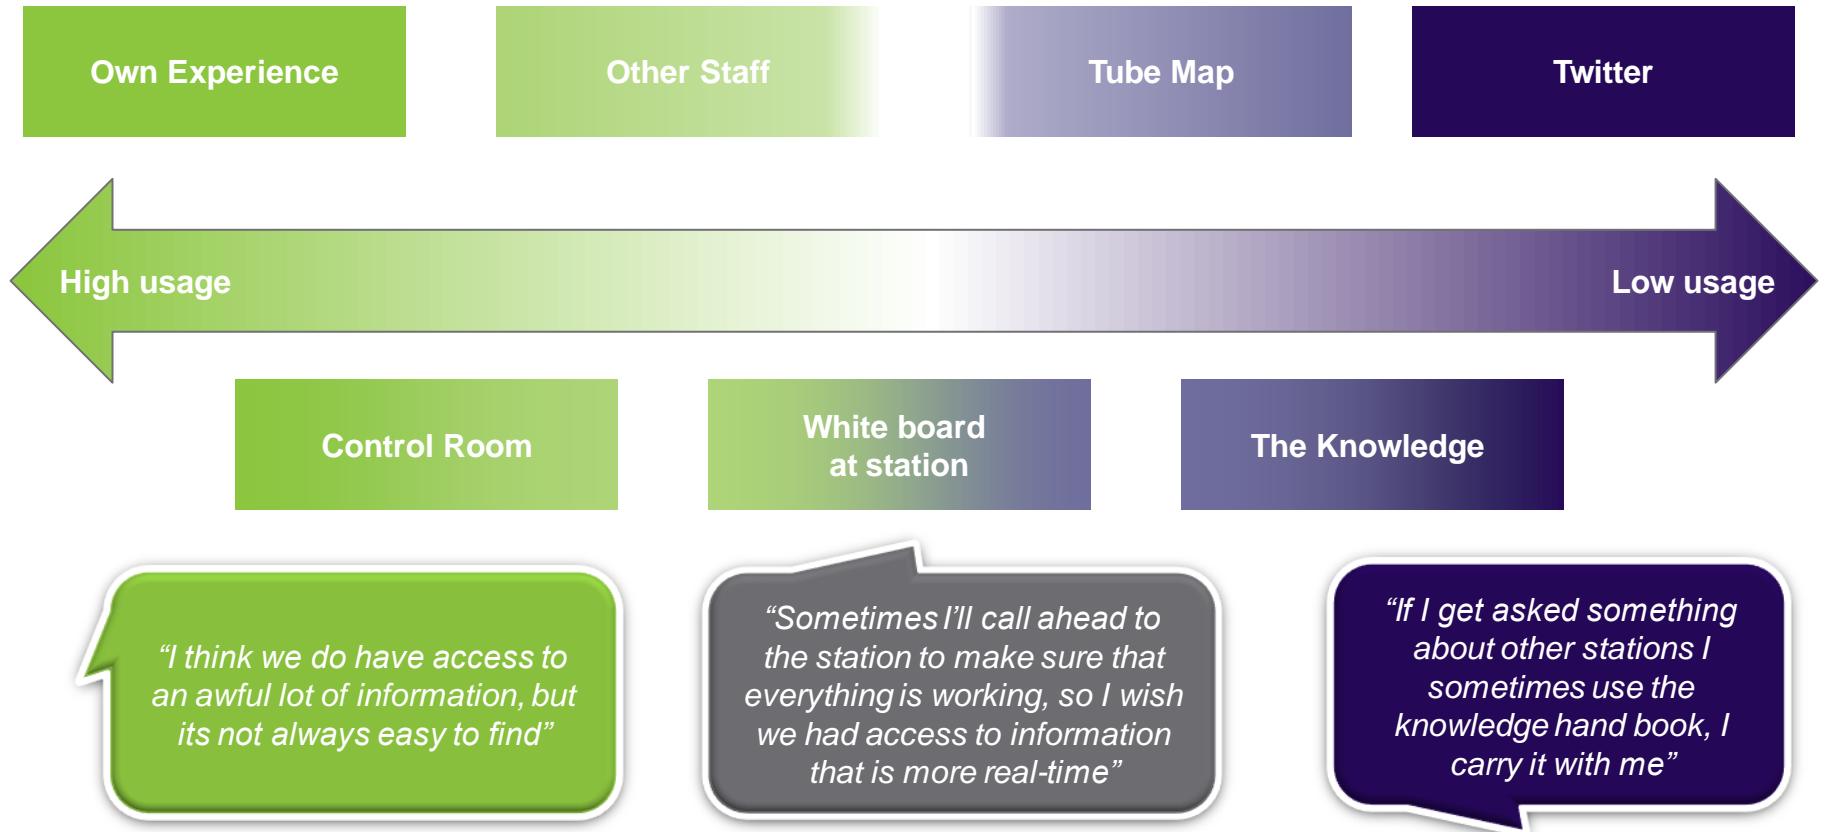 Own Experience
Other Staff
Tube Map
Twitter
High usage
Low usage
Control Room
White board
at station
The Knowledge
“I think we do have access to
an awful lot of information, but
its not always easy to find”
“Sometimes I'll call ahead to
the station to make sure that
everything is working, so I wish
we had access to information
that is more real-time”
“If I get asked something
about other stations I
sometimes use the
knowledge hand book, I
carry it with me”